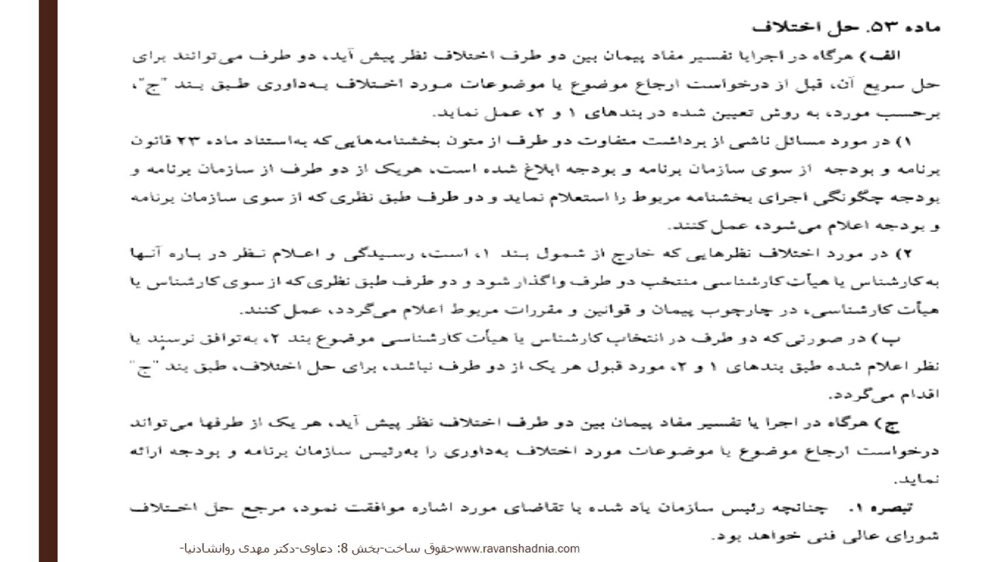 ماده ۵۳. حل اختلاف
الف) هرگاه در اجرایا تفسیر مفاد پیمان بین دو طرف اختلاف نظر پیش آید، دو طرف می‌توانند برای
حل سریع آن، قبل از درخواست ارجاع موضوع یا موضوعات مورد اختلاف به‌داوری طبق بند "ج"،
برحسب مورد، به روش تعیین شده در بندهای ۱ و ۲، عمل نماید.
۱) در مورد مسائل ناشی از برداشت متفاوت دو طرف از متون بخشنامه‌هایی که به‌استناد ماده ۲۳ قانون
برنامه و بودجه از سوی سازمان برنامه و بودجه ابلاغ شده است، هریک از دو طرف از سازمان برنامه و
بودجه چگونگی اجرای بخشنامه مربوط را استعلام نماید و دو طرف طبق نظری که از سوی سازمان برنامه
و بودجه اعلام می‌شود، عمل کنند.
۲) در مورد اختلاف نظرهایی که خارج از شمول بند ۱، است، رسیدگی و اعلام نظر در باره آنها
به کارشناس یا هیأت کارشناسی منتخب دو طرف واگذار شود و دو طرف طبق نظری که از سوی کارشناس یا
هیأت کارشناسی، در چارچوب پیمان و قوانین و مقررات مربوط اعلام می‌گردد، عمل کنند.
ب) در صورتی که دو طرف در انتخاب کارشناس یا هیأت کارشناسی موضوع بند ۲، به‌توافق نرسند یا
نظر اعلام شده طبق بندهای ۱ و ۲، مورد قبول هر یک از دو طرف نباشد، برای حل اختلاف، طبق بند "ج"
اقدام می‌گردد.
ج) هرگاه در اجرا یا تفسیر مفاد پیمان بین دو طرف اختلاف نظر پیش آید، هر یک از طرفها می‌تواند
درخواست ارجاع موضوع یا موضوعات مورد اختلاف به‌داوری را به‌رئیس سازمان برنامه و بودجه ارائه
نماید.
تبصره ۱. چنانچه رئیس سازمان یاد شده با تقاضای مورد اشاره موافقت نمود، مرجع حل اختلاف
شورای عالی فنی خواهد بود.
حقوق ساخت-بخش 8: دعاوی-دکتر مهدی روانشادنیا-www.ravanshadnia.com